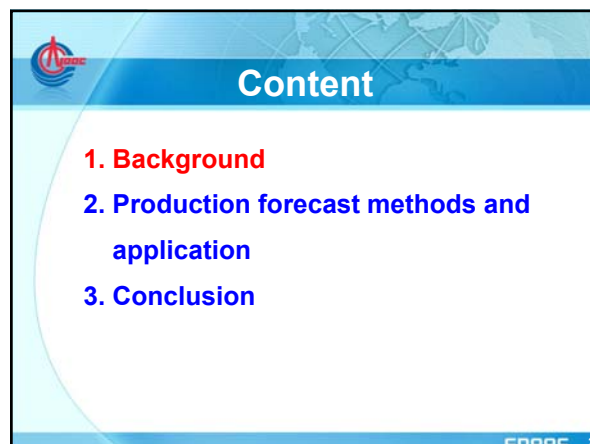 Content
1. Background
2. Production forecast methods and
application
3. Conclusion